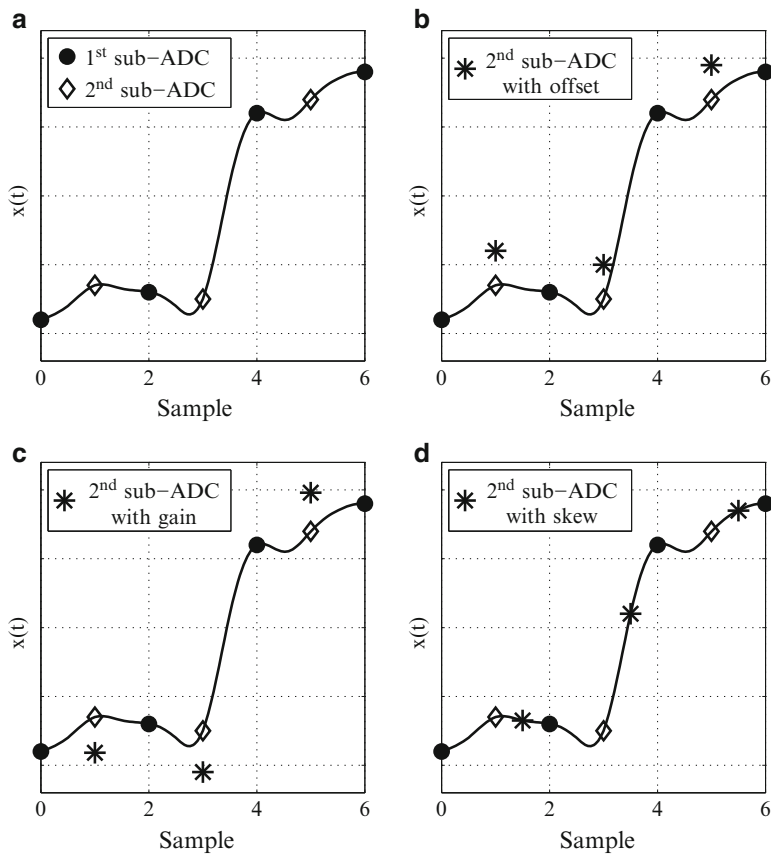 a
1st sub−ADC
2nd sub−ADC
x(t)
0 2 4 6
Sample
b
2nd sub−ADC
with offset
x(t)
0 2 4 6
Sample
c
2nd sub−ADC
with gain
x(t)
0 2 4 6
Sample
d
2nd sub−ADC
with skew
x(t)
0 2 4 6
Sample